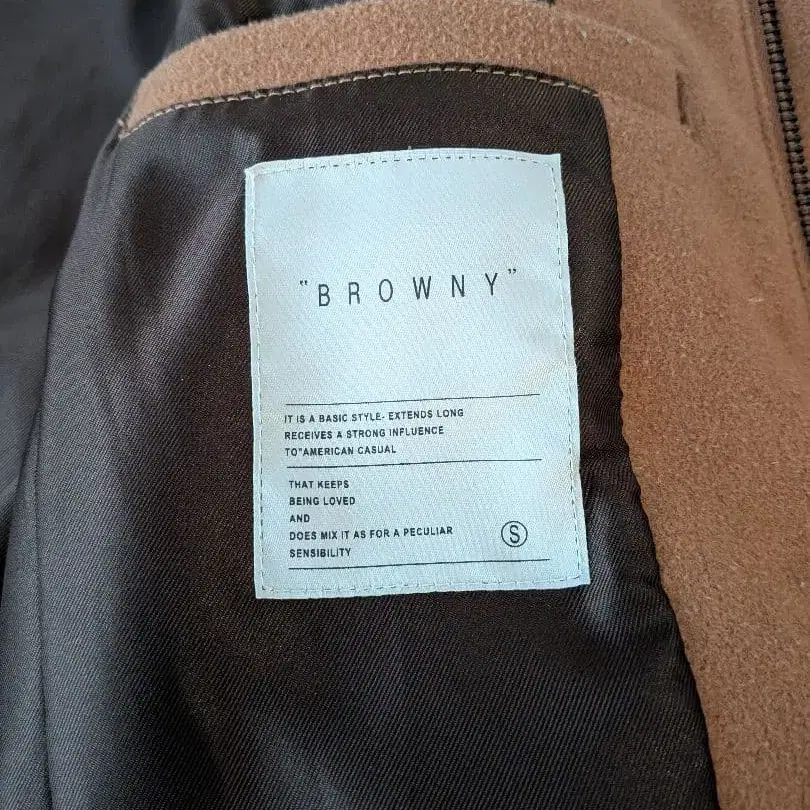 "BROWNY"
IT IS A BASIC STYLE- EXTENDS LONG
RECEIVES A STRONG INFLUENCE
TO"AMERICAN CASUAL
THAT KEEPS
BEING LOVED
AND
DOES MIX IT AS FOR A PECULIAR
SENSIBILITY
S